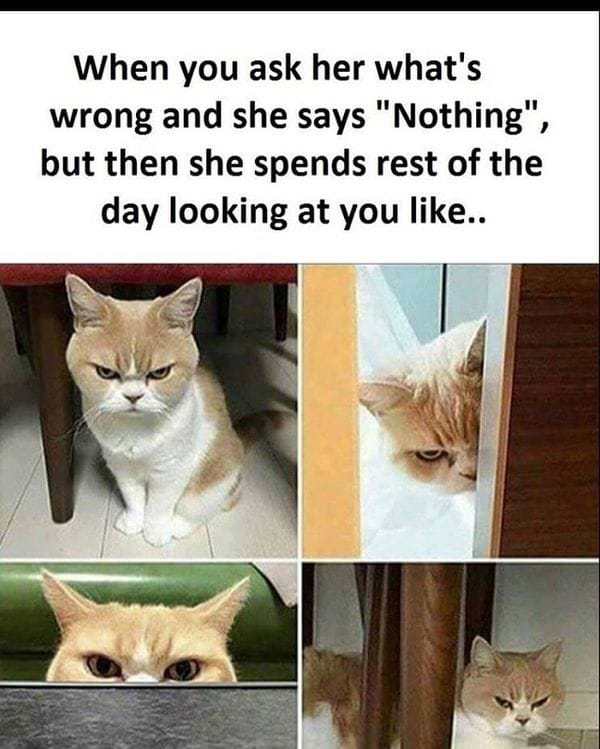 When you ask her what's
wrong and she says "Nothing",
but then she spends rest of the
day looking at you like..